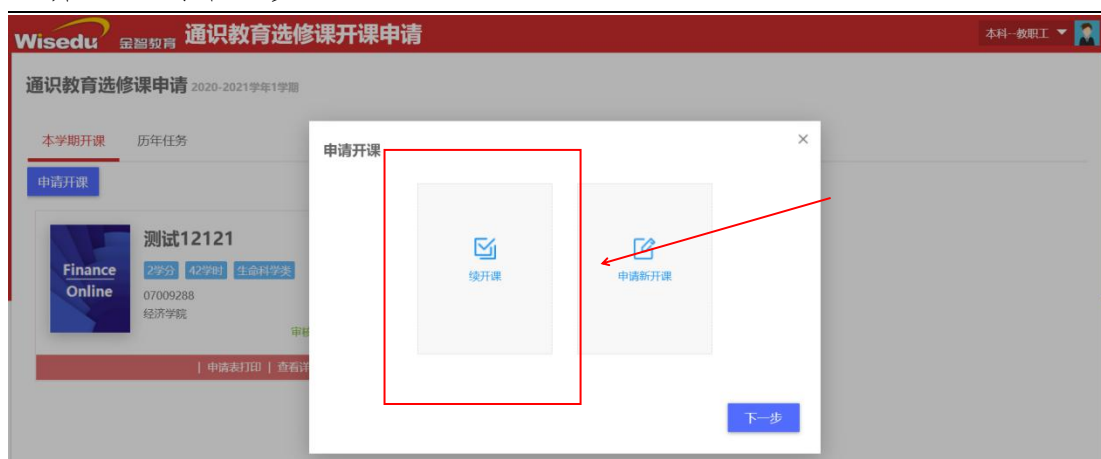 Wisedu 金智教育 通识教育选修课开课申请
本科--教职工
通识教育选修课申请 2020-2021学年1学期
本学期开课 历年任务
申请开课
测试12121
2学分 42学时 生命科学类
07009288
经济学院
审核
Finance
Online
| 申请表打印 | 查看详
申请开课
×
续开课
申请新开课
下一步